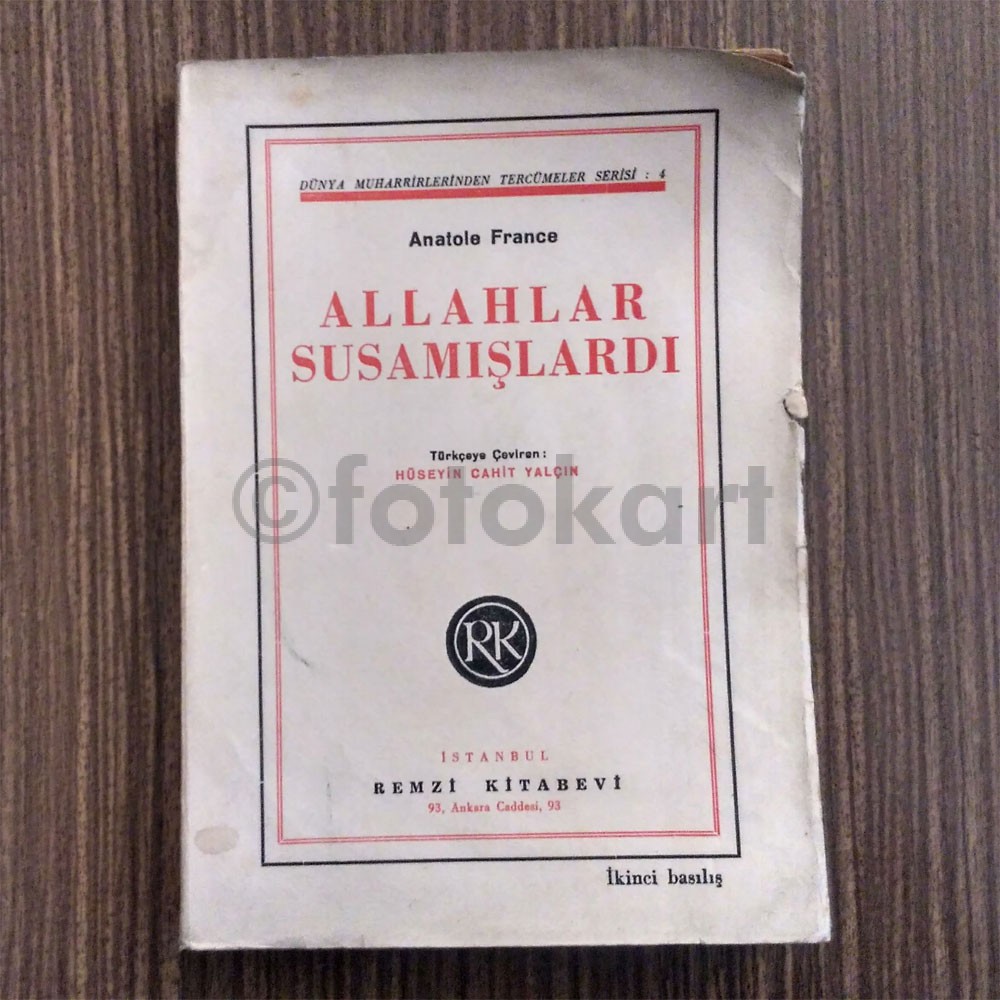 DÜNYA MUHARRİRLERİNDEN TERCÜMELER SERİSİ : 4
Anatole France
ALLAHLAR
SUSAMIŞLARDI
Türkçeye Çeviren :
HÜSEYİN CAHİT YALÇIN
©fotokart
RK
İSTANBUL
REMZİ KİTABEVİ
93, Ankara Caddesi, 93
İkinci basılış